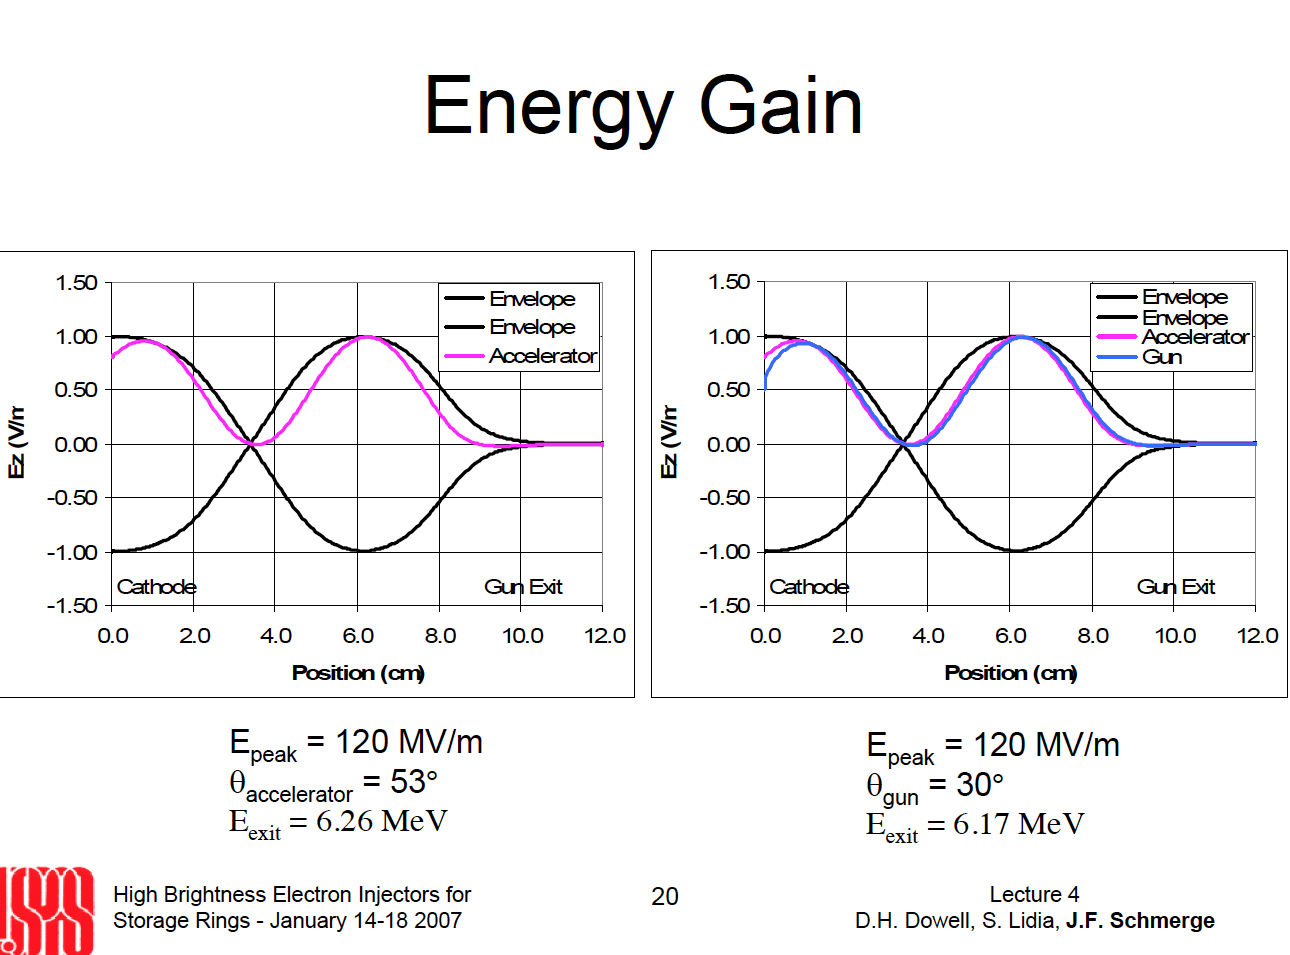 Energy Gain
1.50
1.00
0.50
0.00
-0.50
-1.00
-1.50
Ez (V/m
Envelope
Envelope
Accelerator
Cathode
Gun Exit
0.0 2.0 4.0 6.0 8.0 10.0 12.0
Position (cm)
1.50
1.00
0.50
0.00
-0.50
-1.00
-1.50
Ez (V/m
Envelope
Envelope
Accelerator
Gun
Cathode
Gun Exit
0.0 2.0 4.0 6.0 8.0 10.0 12.0
Position (cm)
Epeak = 120 MV/m
θaccelerator = 53°
Eexit = 6.26 MeV
Epeak = 120 MV/m
θgun = 30°
Eexit = 6.17 MeV
High Brightness Electron Injectors for
Storage Rings - January 14-18 2007
20
Lecture 4
D.H. Dowell, S. Lidia, J.F. Schmerge